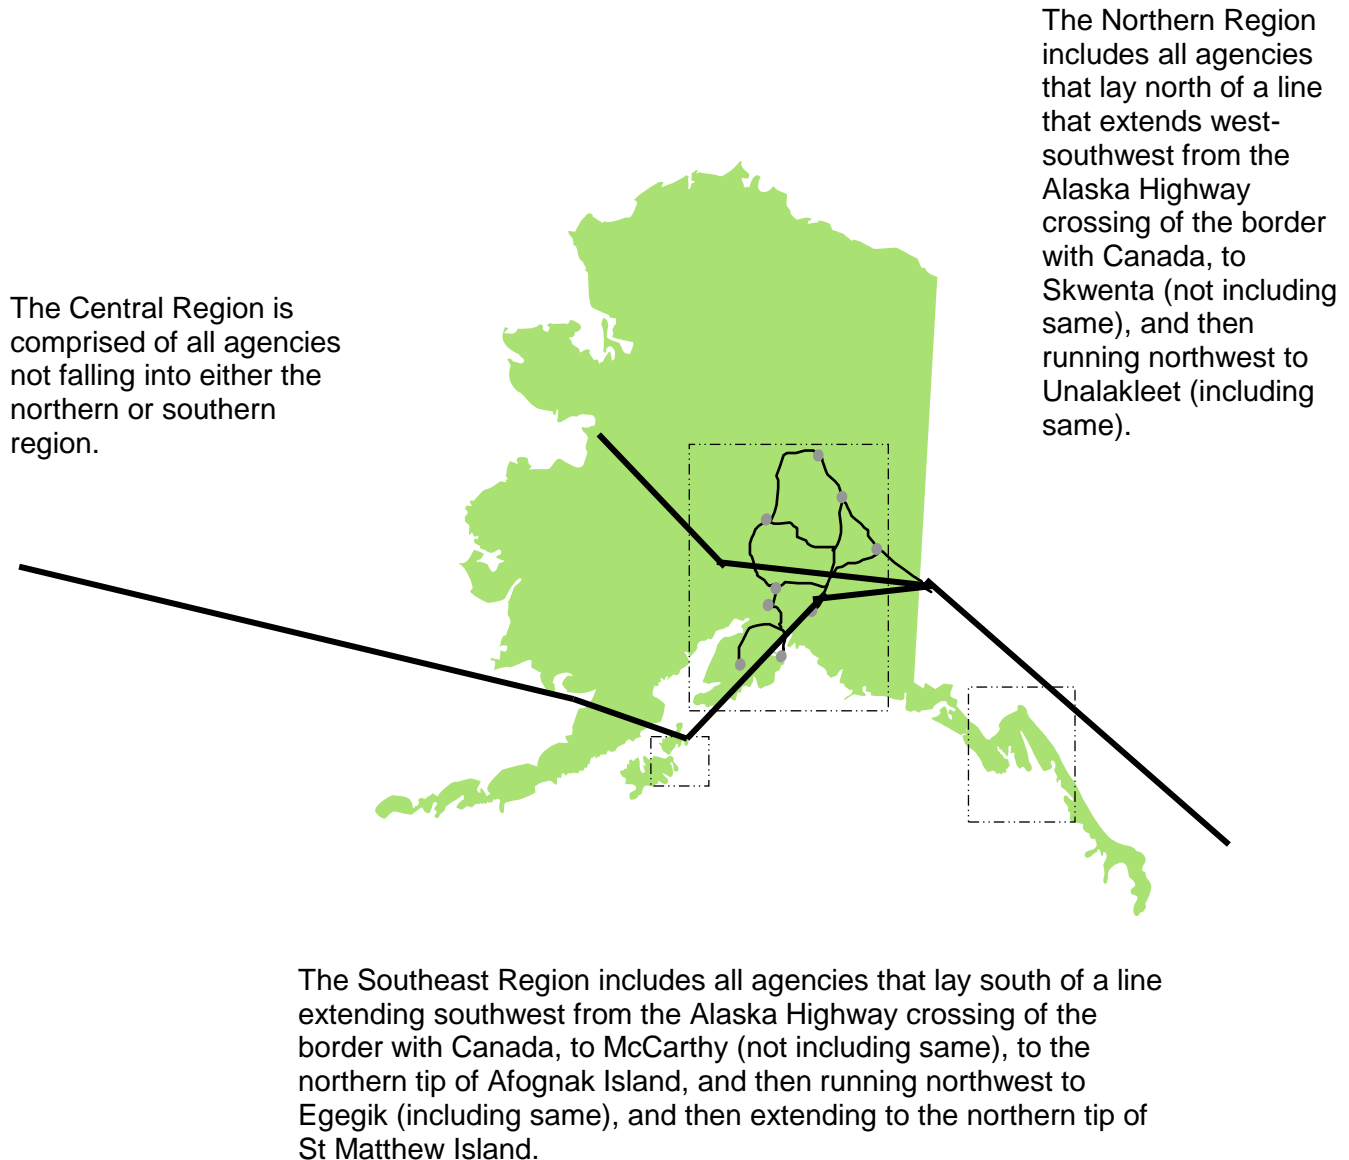 The Northern Region
includes all agencies
that lay north of a line
that extends west-
southwest from the
Alaska Highway
crossing of the border
with Canada, to
Skwenta (not including
same), and then
running northwest to
Unalakleet (including
same).
The Central Region is
comprised of all agencies
not falling into either the
northern or southern
region.
The Southeast Region includes all agencies that lay south of a line
extending southwest from the Alaska Highway crossing of the
border with Canada, to McCarthy (not including same), to the
northern tip of Afognak Island, and then running northwest to
Egegik (including same), and then extending to the northern tip of
St Matthew Island.